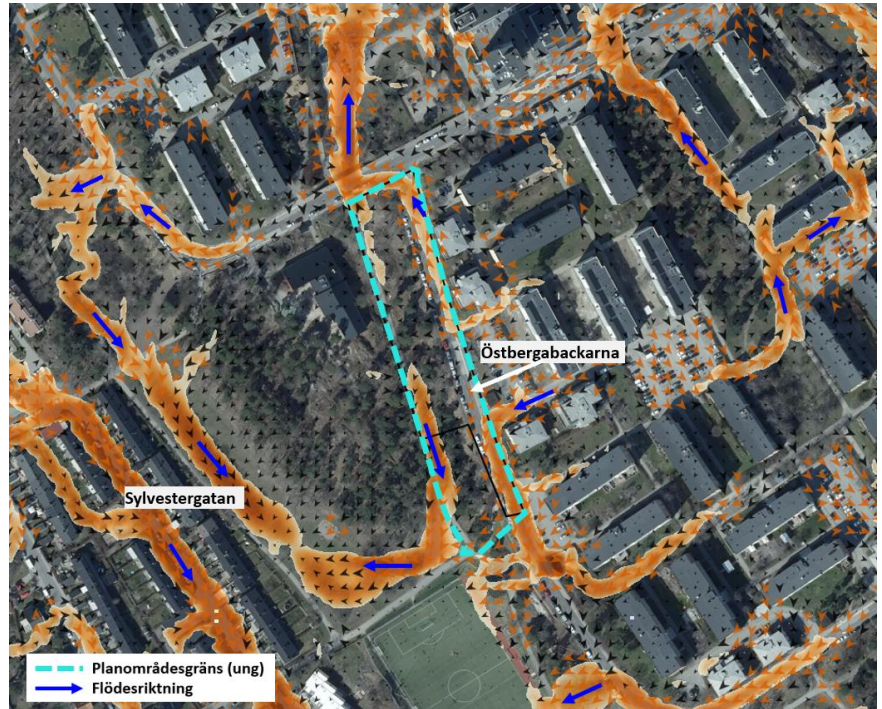 Östbergabackarna
Sylvestergatan
Planområdesgräns (ung)
Flödesriktning